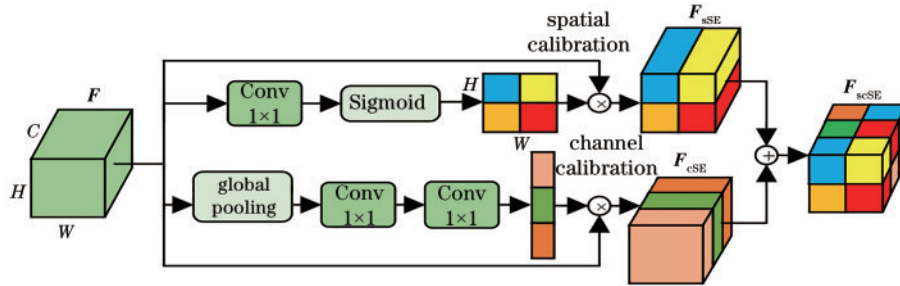 F
C
H
W
Conv
1×1
Sigmoid
H
W
spatial
calibration
×
F_sSE
global
pooling
Conv
1×1
Conv
1×1
channel
calibration
×
F_cSE
+
F_scSE